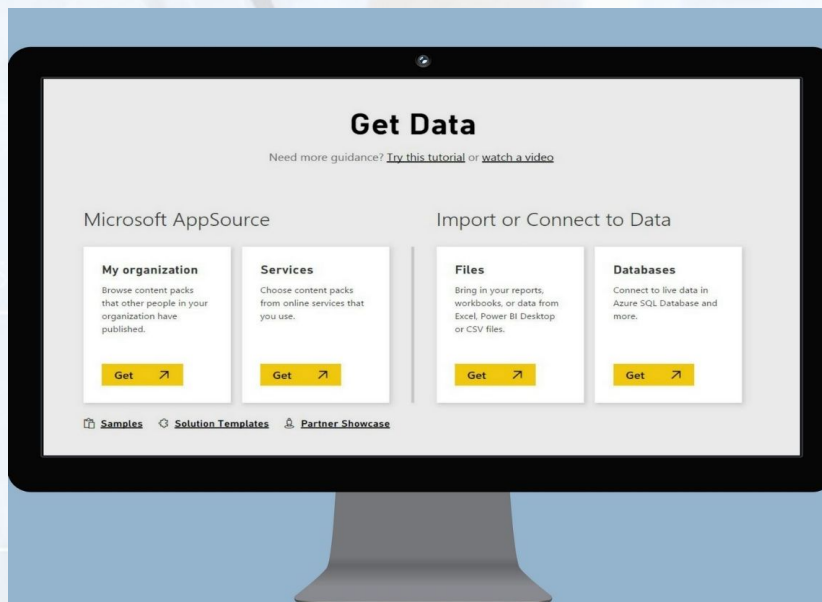 Get Data
Need more guidance? Try this tutorial or watch a video
Microsoft AppSource
My organization
Browse content packs
that other people in your
organization have
published.
Get
Services
Choose content packs
from online services that
you use.
Get
Samples
Solution Templates
Partner Showcase
Import or Connect to Data
Files
Bring in your reports,
workbooks, or data from
Excel, Power BI Desktop
or CSV files.
Get
Databases
Connect to live data in
Azure SQL Database and
more.
Get